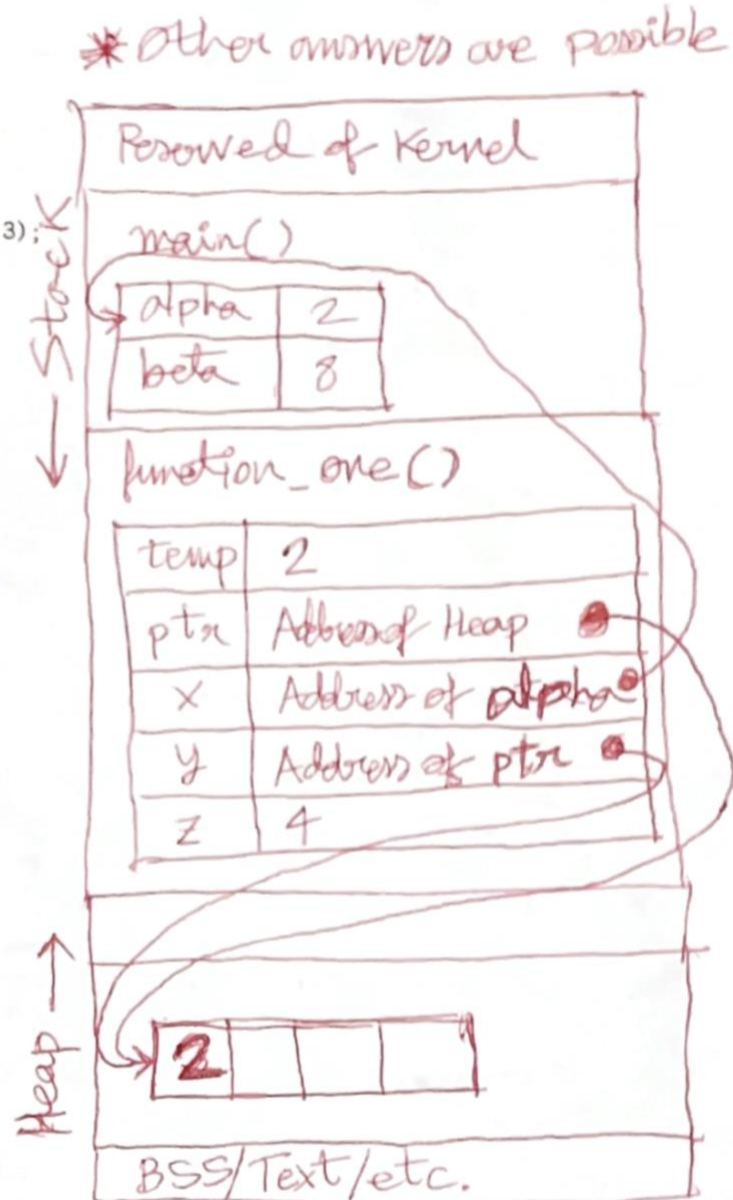 * Other answers are possible
Reserved of Kernel
3);
Stack
main()
alpha 2
beta 8
function_one()
temp 2
ptr Address of Heap
x Address of alpha
y Address of ptr
z 4
Heap
2
BSS/Text/etc.